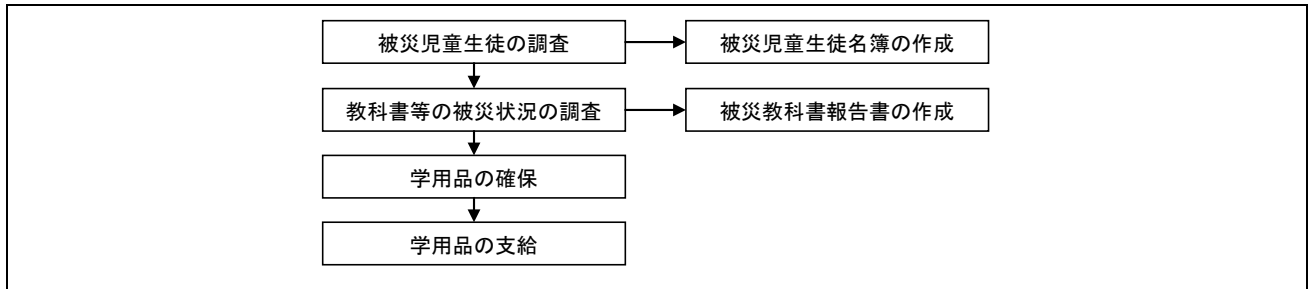 被災児童生徒の調査
被災児童生徒名簿の作成
教科書等の被災状況の調査
被災教科書報告書の作成
学用品の確保
学用品の支給